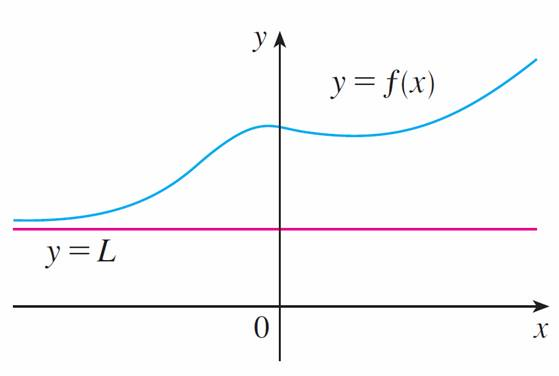 y
y = f(x)
y = L
0
x